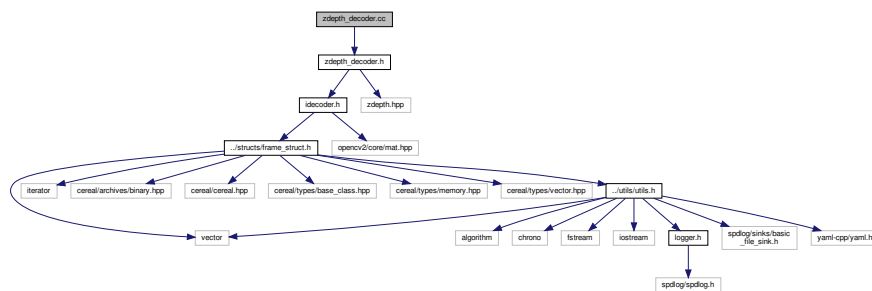 zdepth_decoder.cc
zdepth_decoder.h
idecoder.h
zdepth.hpp
../structs/frame_struct.h
opencv2/core/mat.hpp
iterator
cereal/archives/binary.hpp
cereal/cereal.hpp
cereal/types/base_class.hpp
cereal/types/memory.hpp
cereal/types/vector.hpp
../utils/utils.h
vector
algorithm
chrono
fstream
iostream
logger.h
spdlog/sinks/basic
_file_sink.h
yaml-cpp/yaml.h
spdlog/spdlog.h